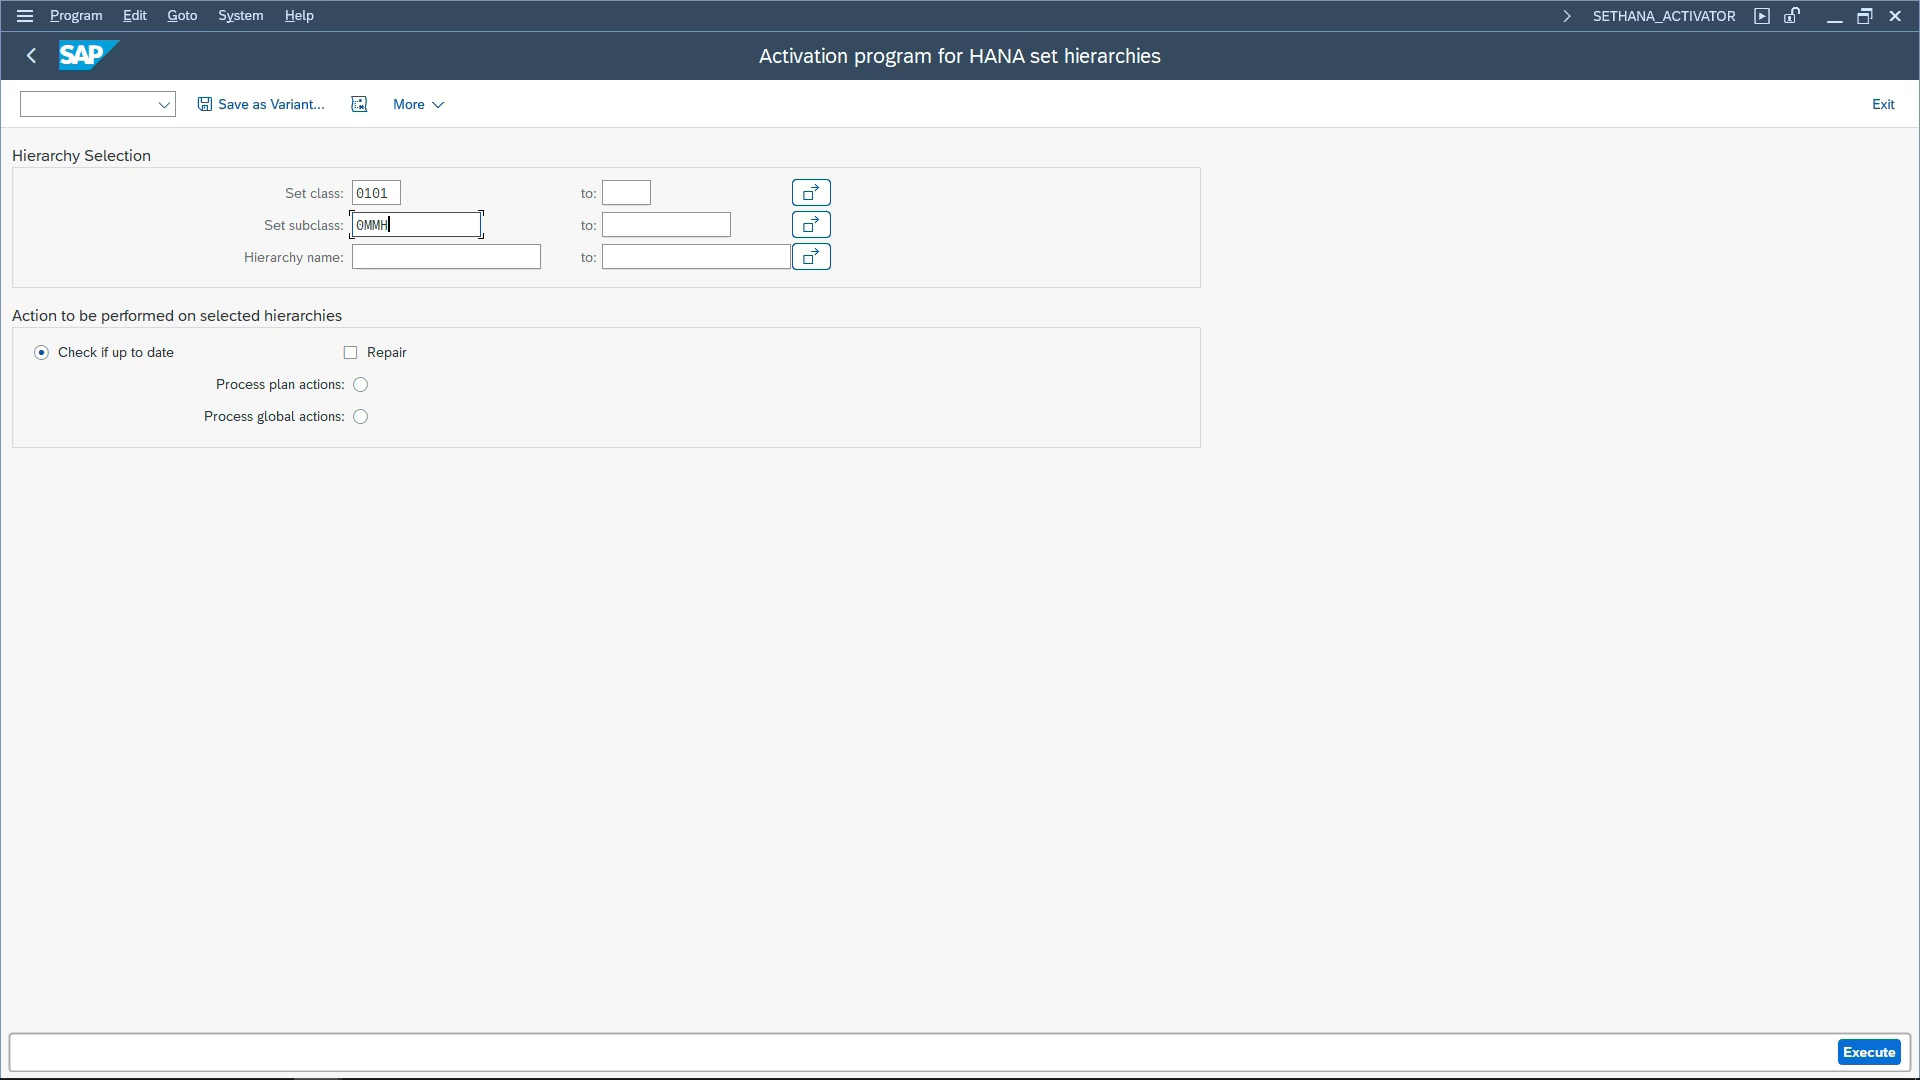 Program Edit Goto System Help SETHANA_ACTIVATOR
SAP Activation program for HANA set hierarchies
Save as Variant... More Exit
Hierarchy Selection
Set class: 0101 to:
Set subclass: 0MMH to:
Hierarchy name: to:
Action to be performed on selected hierarchies
Check if up to date Repair
Process plan actions:
Process global actions:
Execute